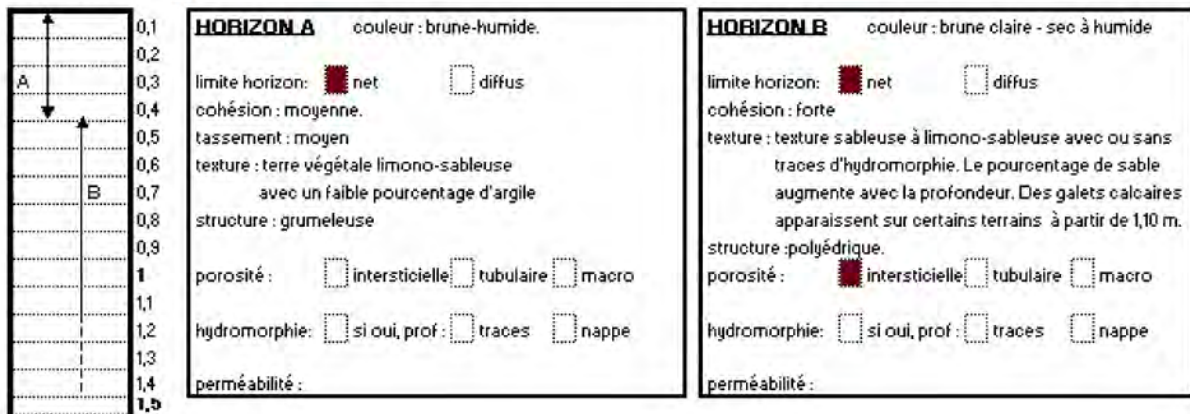 0,1
0,2
A
0,3
0,4
0,5
0,6
B
0,7
0,8
0,9
1
1,1
1,2
1,3
1,4
1,5
HORIZON A couleur : brune-humide.
limite horizon: net diffus
cohésion : moyenne.
tassement : moyen
texture : terre végétale limono-sableuse
avec un faible pourcentage d'argile
structure : grumeleuse
porosité : intersticielle tubulaire macro
hydromorphie: si oui, prof : traces nappe
perméabilité :
HORIZON B couleur : brune claire - sec à humide
limite horizon: net diffus
cohésion : forte
texture : texture sableuse à limono-sableuse avec ou sans
traces d'hydromorphie. Le pourcentage de sable
augmente avec la profondeur. Des galets calcaires
apparaissent sur certains terrains à partir de 1,10 m.
structure :polyédrique.
porosité : intersticielle tubulaire macro
hydromorphie: si oui, prof : traces nappe
perméabilité :